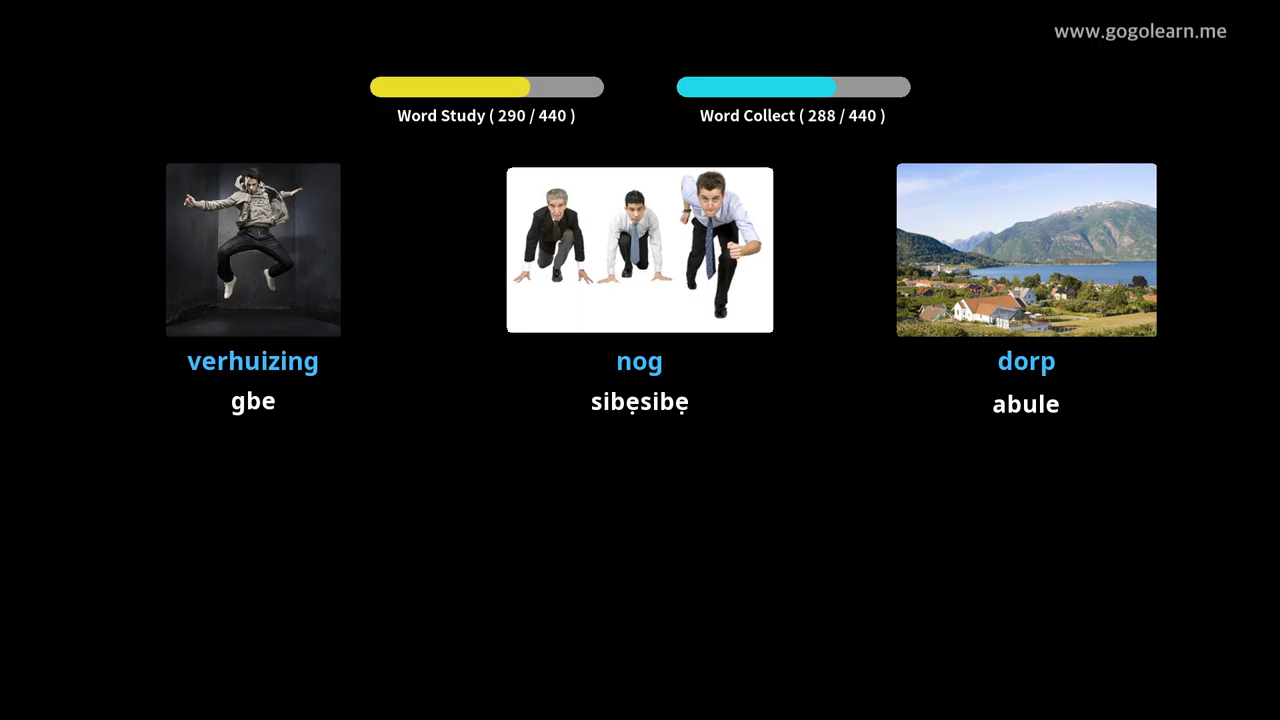 www.gogolearn.me
Word Study ( 290 / 440 )
Word Collect ( 288 / 440 )
verhuizing
gbe
nog
sibẹsibẹ
dorp
abule